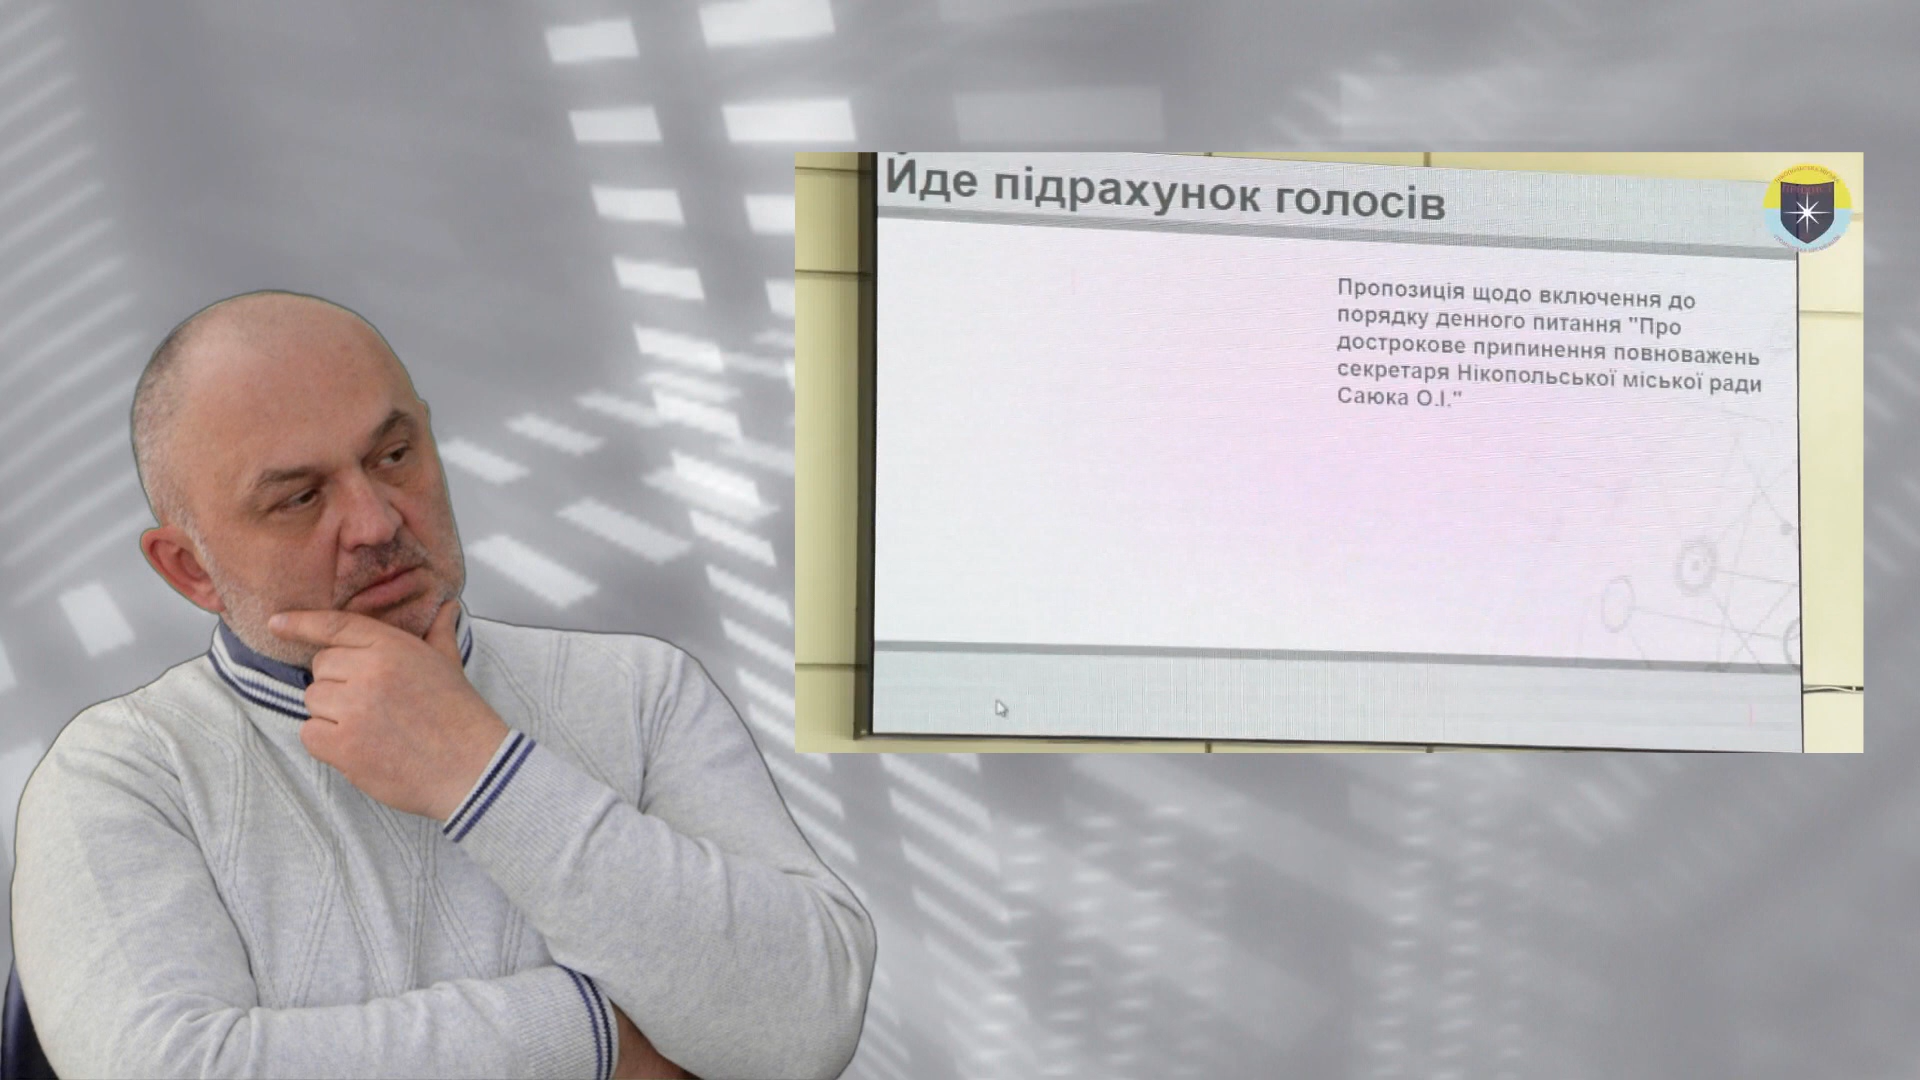 Йде підрахунок голосів
Пропозиція щодо включення до
порядку денного питання "Про
дострокове припинення повноважень
секретаря Нікопольської міської ради
Саюка О.І."